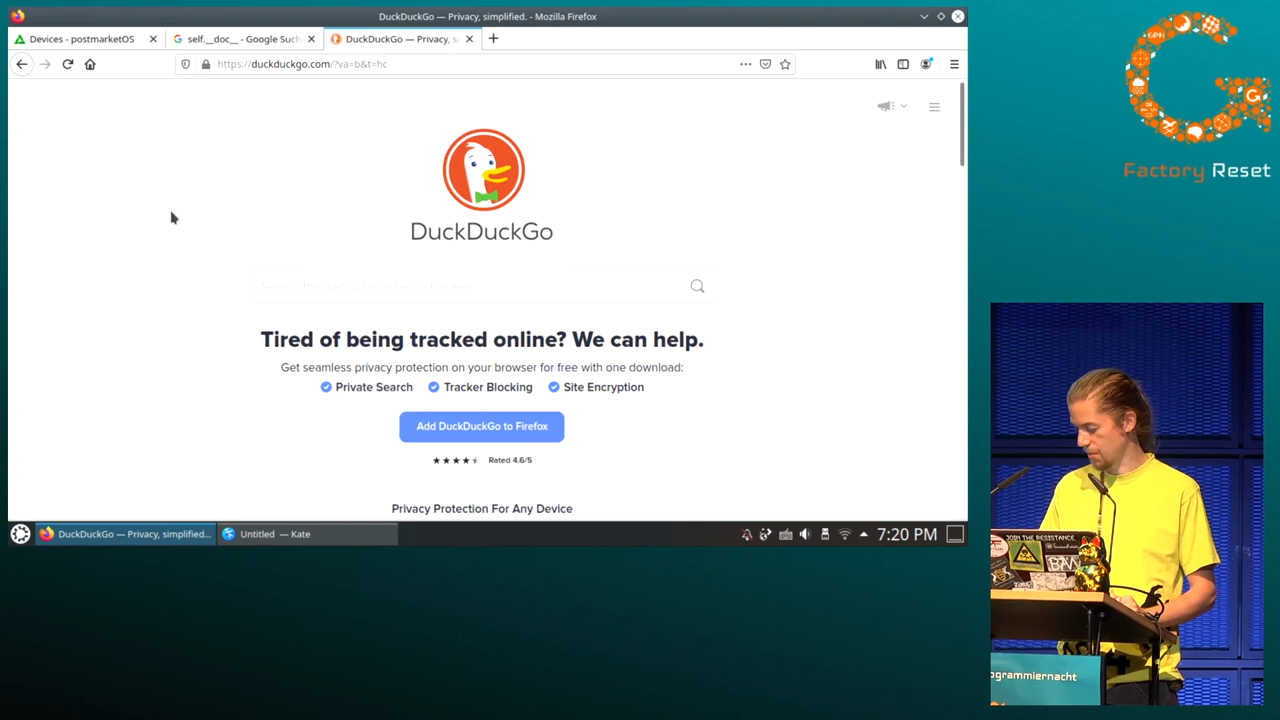 DuckDuckGo — Privacy, simplified. - Mozilla Firefox
Devices - postmarketOS
self.__doc__ - Google Such
DuckDuckGo — Privacy, s
https://duckduckgo.com/?va=b&t=hc
DuckDuckGo
Tired of being tracked online? We can help.
Get seamless privacy protection on your browser for free with one download:
Private Search
Tracker Blocking
Site Encryption
Add DuckDuckGo to Firefox
Rated 4.6/5
Privacy Protection For Any Device
DuckDuckGo — Privacy, simplified...
Untitled — Kate
7:20 PM
GPN
G
Factory Reset
JOIN THE RESISTANCE.
BAN
ogrammiernacht